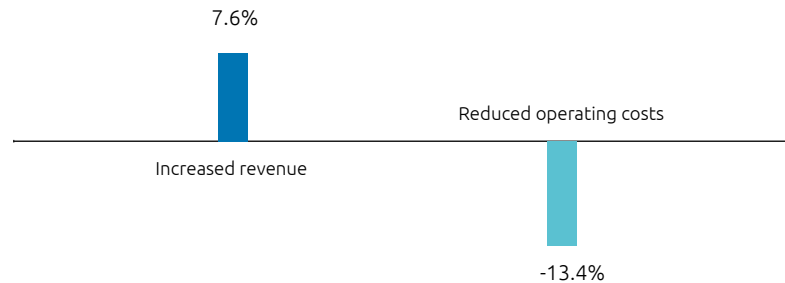 7.6%
Reduced operating costs
Increased revenue
-13.4%